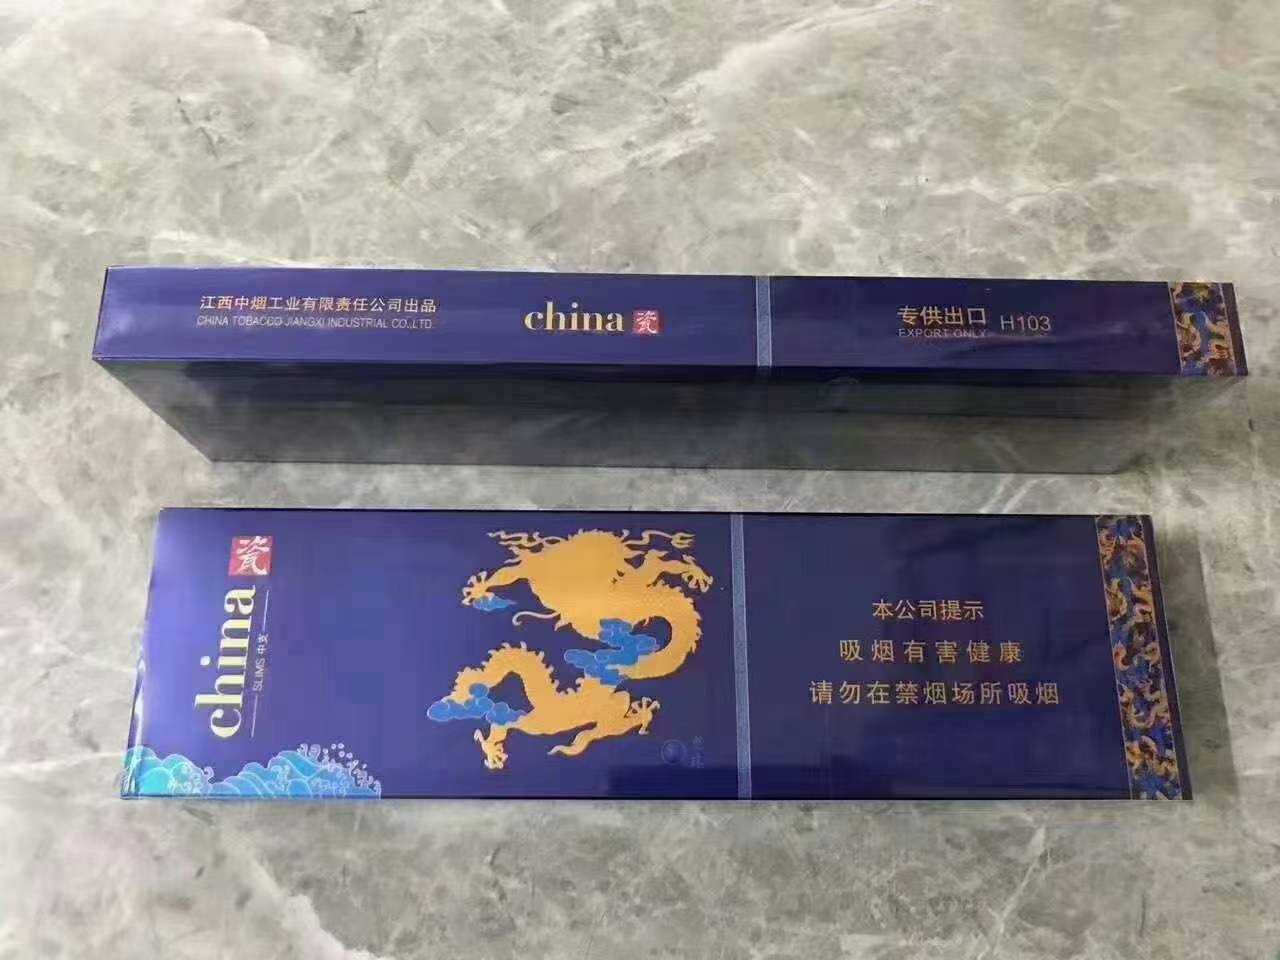 江西中烟工业有限责任公司出品
CHINA TOBACCO JIANGXI INDUSTRIAL CO.,LTD.
china 瓷
专供出口 H103
EXPORT ONLY
瓷
china
SLIMS 中支
本公司提示
吸烟有害健康
请勿在禁烟场所吸烟